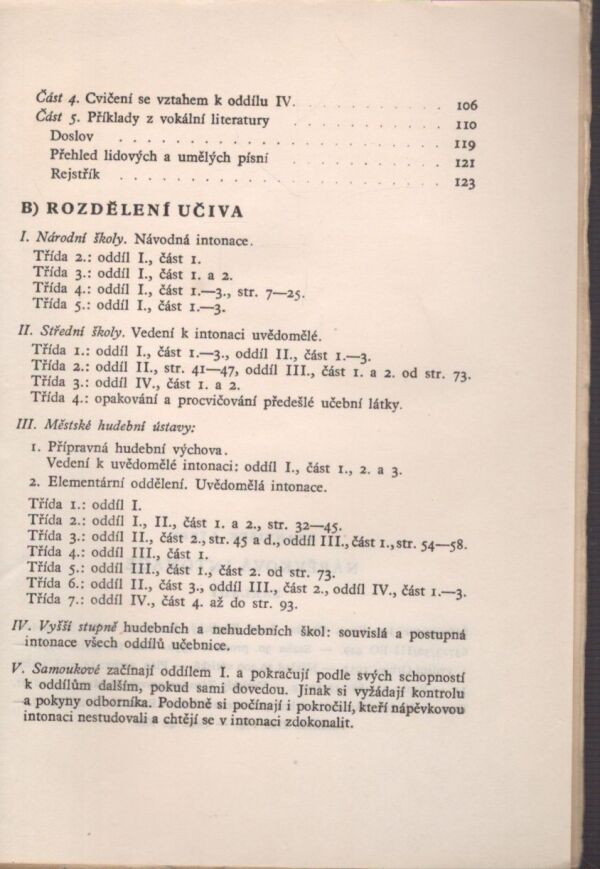 Část 4. Cvičení se vztahem k oddílu IV. . . . . . . . . 106
Část 5. Příklady z vokální literatury . . . . . . . . . 110
Doslov . . . . . . . . . . . . . . . . 119
Přehled lidových a umělých písní . . . . . . . . . 121
Rejstřík . . . . . . . . . . . . . . . . 123
B) ROZDĚLENÍ UČIVA
I. Národní školy. Návodná intonace.
Třída 2.: oddíl I., část 1.
Třída 3.: oddíl I., část 1. a 2.
Třída 4.: oddíl I., část 1.—3., str. 7—25.
Třída 5.: oddíl I., část 1.—3.
II. Střední školy. Vedení k intonaci uvědomělé.
Třída 1.: oddíl I., část 1.—3., oddíl II., část 1.—3.
Třída 2.: oddíl II., str. 41—47, oddíl III., část 1. a 2. od str. 73.
Třída 3.: oddíl IV., část 1. a 2.
Třída 4.: opakování a procvičování předešlé učební látky.
III. Městské hudební ústavy:
1. Přípravná hudební výchova.
Vedení k uvědomělé intonaci: oddíl I., část 1., 2. a 3.
2. Elementární oddělení. Uvědomělá intonace.
Třída 1.: oddíl I.
Třída 2.: oddíl I., II., část 1. a 2., str. 32—45.
Třída 3.: oddíl II., část 2., str. 45 a d., oddíl III., část 1., str. 54—58.
Třída 4.: oddíl III., část 1.
Třída 5.: oddíl III., část 1., část 2. od str. 73.
Třída 6.: oddíl II., část 3., oddíl III., část 2., oddíl IV., část 1.—3.
Třída 7.: oddíl IV., část 4. až do str. 93.
IV. Vyšší stupně hudebních a nehudebních škol: souvislá a postupná
intonace všech oddílů učebnice.
V. Samoukové začínají oddílem I. a pokračují podle svých schopností
k oddílům dalším, pokud sami dovedou. Jinak si vyžádají kontrolu
a pokyny odborníka. Podobně si počínají i pokročilí, kteří nápěvkovou
intonaci nestudovali a chtějí se v intonaci zdokonalit.